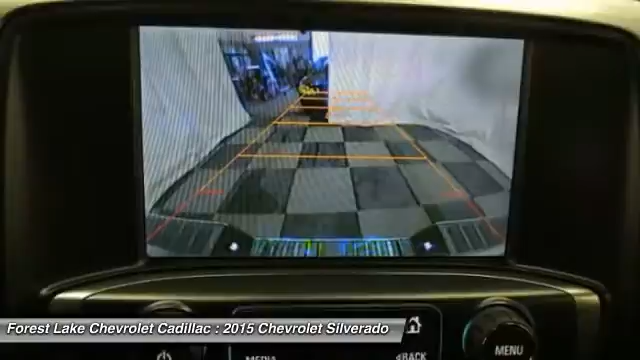 Forest Lake Chevrolet Cadillac : 2015 Chevrolet Silverado
MEDIA
BACK
MENU